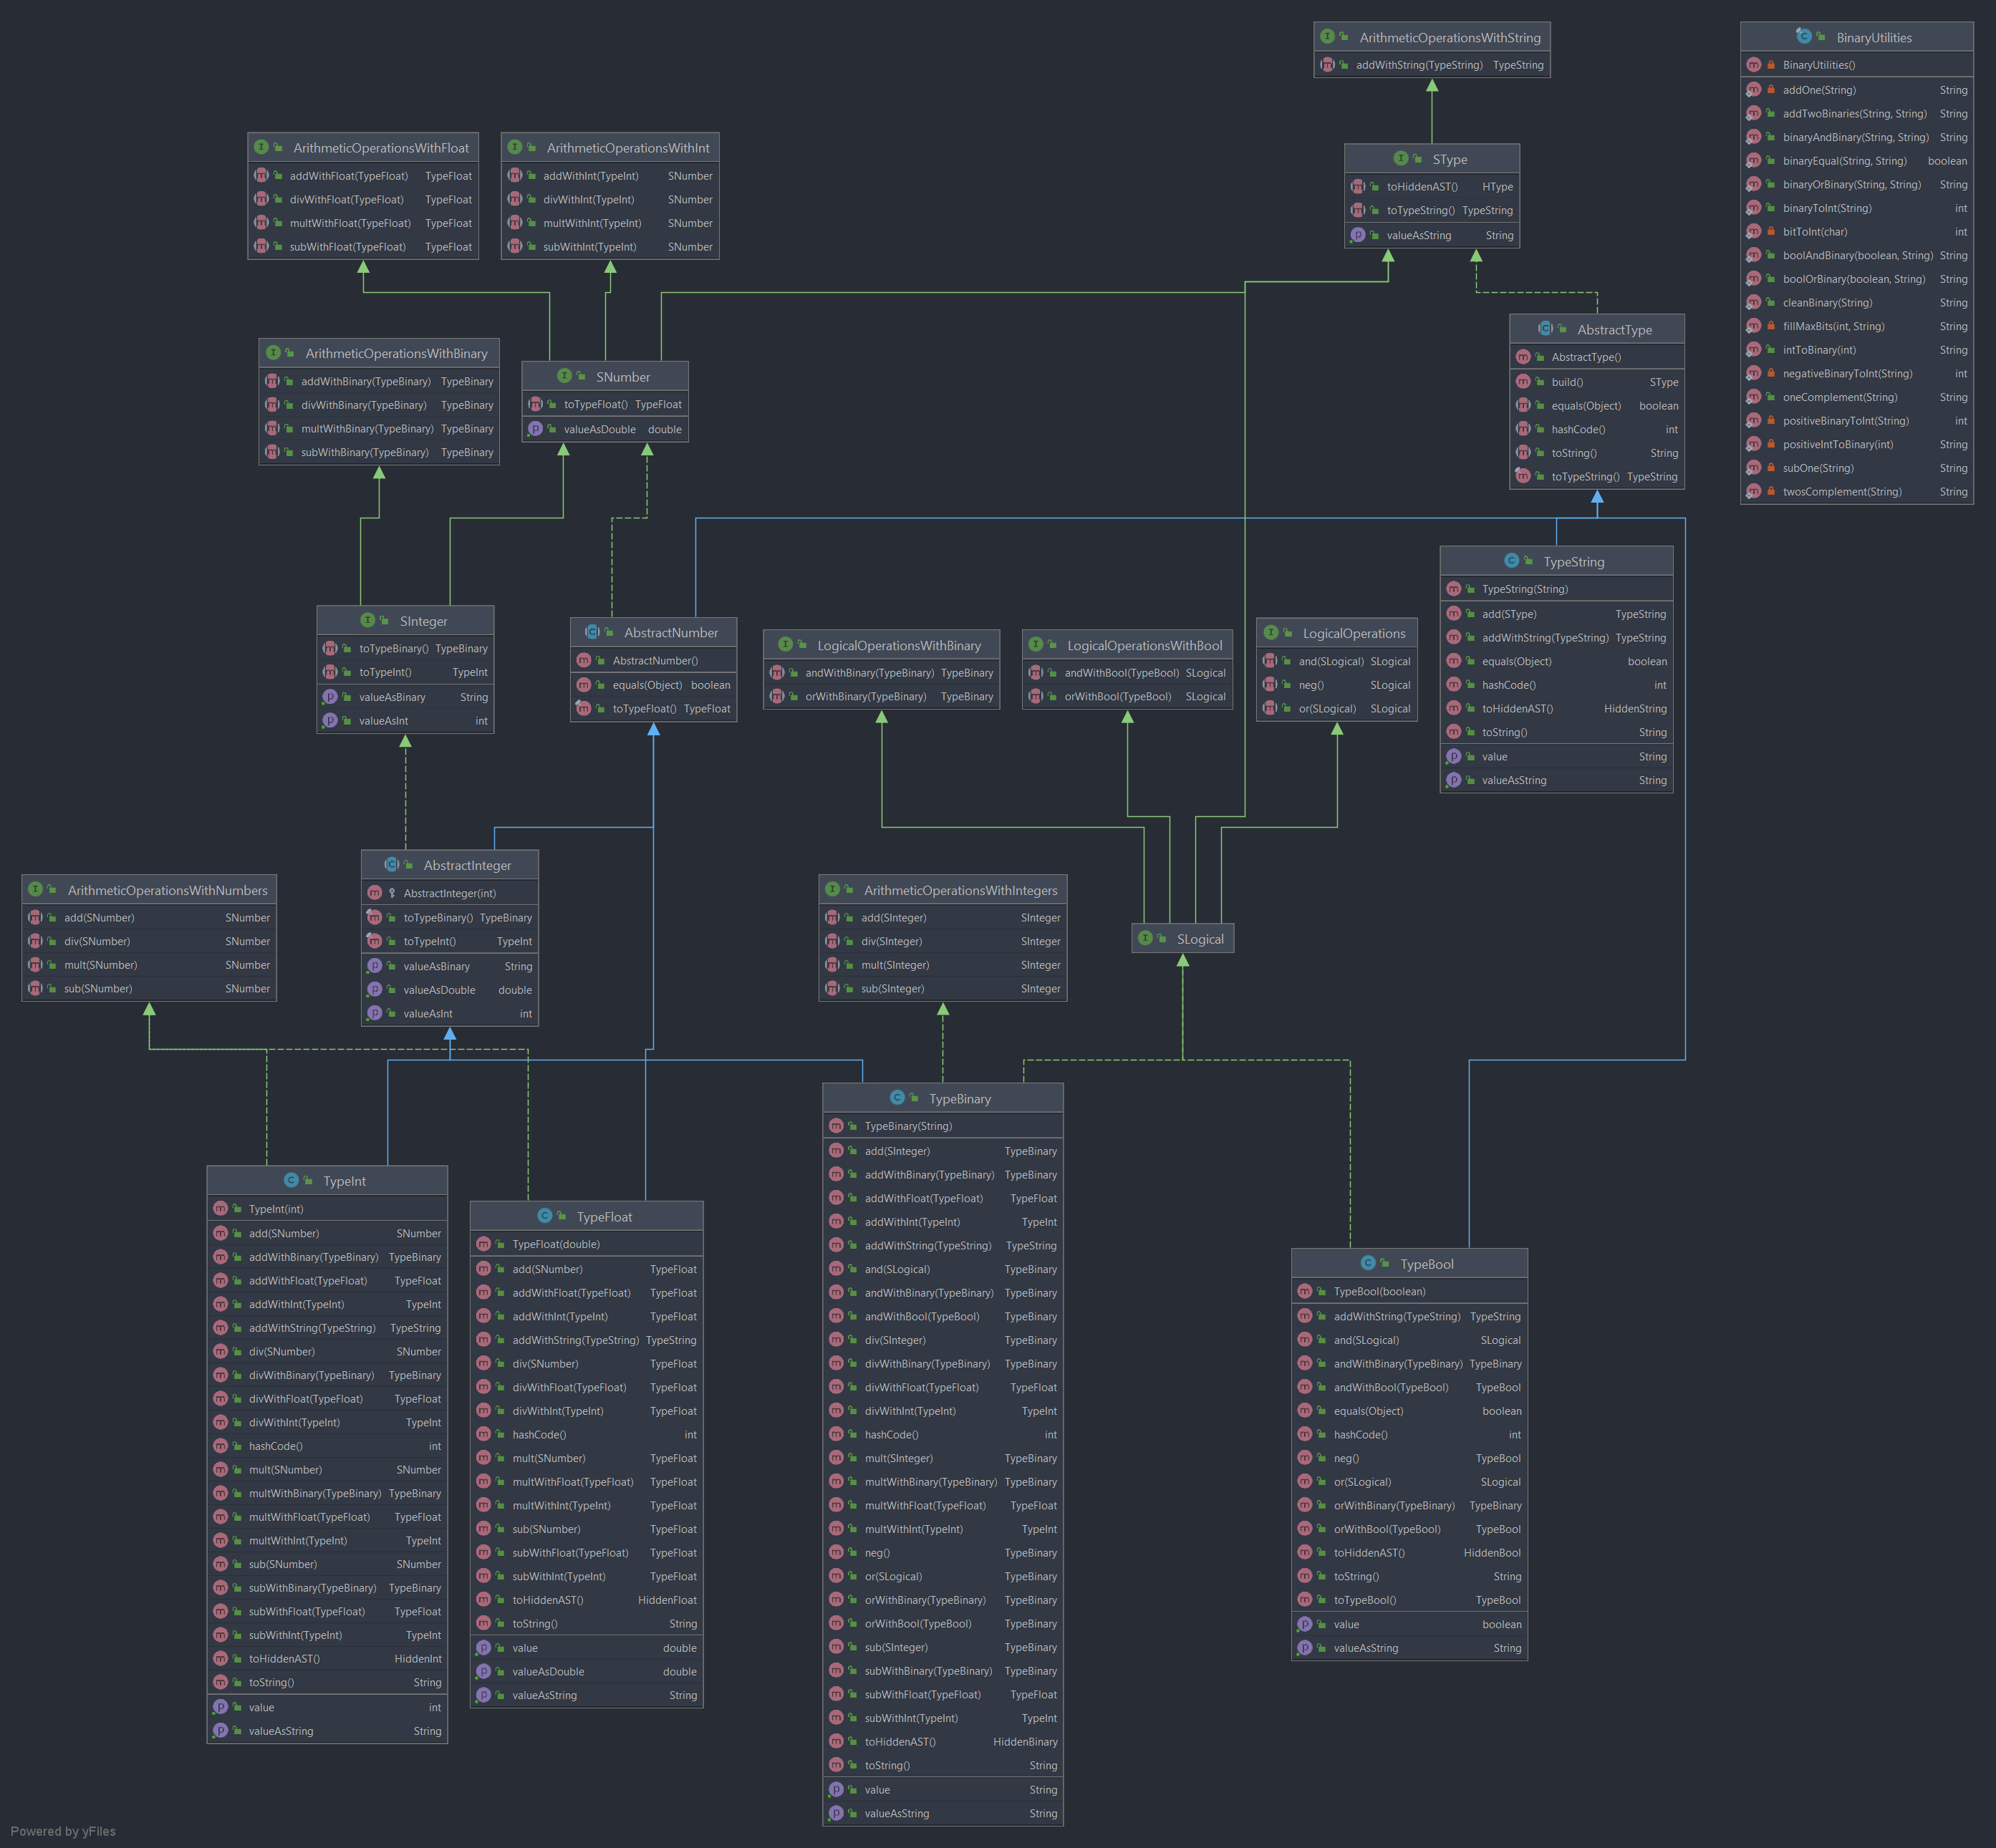 ArithmeticOperationsWithString
addWithString(TypeString) TypeString
BinaryUtilities
BinaryUtilities()
addOne(String) String
addTwoBinaries(String, String) String
binaryAndBinary(String, String) String
binaryEqual(String, String) boolean
binaryOrBinary(String, String) String
binaryToInt(String) int
bitToInt(char) int
boolAndBinary(boolean, String) String
boolOrBinary(boolean, String) String
cleanBinary(String) String
fillMaxBits(int, String) String
intToBinary(int) String
negativeBinaryToInt(String) int
oneComplement(String) String
positiveBinaryToInt(String) int
positiveIntToBinary(int) String
subOne(String) String
twosComplement(String) String
ArithmeticOperationsWithFloat
addWithFloat(TypeFloat) TypeFloat
divWithFloat(TypeFloat) TypeFloat
multWithFloat(TypeFloat) TypeFloat
subWithFloat(TypeFloat) TypeFloat
ArithmeticOperationsWithInt
addWithInt(TypeInt) SNumber
divWithInt(TypeInt) SNumber
multWithInt(TypeInt) SNumber
subWithInt(TypeInt) SNumber
SType
toHiddenAST() HType
toTypeString() TypeString
valueAsString String
AbstractType
AbstractType()
build() SType
equals(Object) boolean
hashCode() int
toString() String
toTypeString() TypeString
ArithmeticOperationsWithBinary
addWithBinary(TypeBinary) TypeBinary
divWithBinary(TypeBinary) TypeBinary
multWithBinary(TypeBinary) TypeBinary
subWithBinary(TypeBinary) TypeBinary
SNumber
toTypeFloat() TypeFloat
valueAsDouble double
TypeString
TypeString(String)
add(SType) TypeString
addWithString(TypeString) TypeString
equals(Object) boolean
hashCode() int
toHiddenAST() HiddenString
toString() String
value String
valueAsString String
SInteger
toTypeBinary() TypeBinary
toTypeInt() TypeInt
valueAsBinary String
valueAsInt int
AbstractNumber
AbstractNumber()
equals(Object) boolean
toTypeFloat() TypeFloat
LogicalOperationsWithBinary
andWithBinary(TypeBinary) TypeBinary
orWithBinary(TypeBinary) TypeBinary
LogicalOperationsWithBool
andWithBool(TypeBool) SLogical
orWithBool(TypeBool) SLogical
LogicalOperations
and(SLogical) SLogical
neg() SLogical
or(SLogical) SLogical
ArithmeticOperationsWithNumbers
add(SNumber) SNumber
div(SNumber) SNumber
mult(SNumber) SNumber
sub(SNumber) SNumber
AbstractInteger
AbstractInteger(int)
toTypeBinary() TypeBinary
toTypeInt() TypeInt
valueAsBinary String
valueAsDouble double
valueAsInt int
ArithmeticOperationsWithIntegers
add(SInteger) SInteger
div(SInteger) SInteger
mult(SInteger) SInteger
sub(SInteger) SInteger
SLogical
TypeInt
TypeInt(int)
add(SNumber) SNumber
addWithBinary(TypeBinary) TypeBinary
addWithFloat(TypeFloat) TypeFloat
addWithInt(TypeInt) TypeInt
addWithString(TypeString) TypeString
div(SNumber) SNumber
divWithBinary(TypeBinary) TypeBinary
divWithFloat(TypeFloat) TypeFloat
divWithInt(TypeInt) TypeInt
hashCode() int
mult(SNumber) SNumber
multWithBinary(TypeBinary) TypeBinary
multWithFloat(TypeFloat) TypeFloat
multWithInt(TypeInt) TypeInt
sub(SNumber) SNumber
subWithBinary(TypeBinary) TypeBinary
subWithFloat(TypeFloat) TypeFloat
subWithInt(TypeInt) TypeInt
toHiddenAST() HiddenInt
toString() String
value int
valueAsString String
TypeFloat
TypeFloat(double)
add(SNumber) TypeFloat
addWithFloat(TypeFloat) TypeFloat
addWithInt(TypeInt) TypeFloat
addWithString(TypeString) TypeString
div(SNumber) TypeFloat
divWithFloat(TypeFloat) TypeFloat
divWithInt(TypeInt) TypeFloat
hashCode() int
mult(SNumber) TypeFloat
multWithFloat(TypeFloat) TypeFloat
multWithInt(TypeInt) TypeFloat
sub(SNumber) TypeFloat
subWithFloat(TypeFloat) TypeFloat
subWithInt(TypeInt) TypeFloat
toHiddenAST() HiddenFloat
toString() String
value double
valueAsDouble double
valueAsString String
TypeBinary
TypeBinary(String)
add(SInteger) TypeBinary
addWithBinary(TypeBinary) TypeBinary
addWithFloat(TypeFloat) TypeFloat
addWithInt(TypeInt) TypeInt
addWithString(TypeString) TypeString
and(SLogical) TypeBinary
andWithBinary(TypeBinary) TypeBinary
andWithBool(TypeBool) TypeBinary
div(SInteger) TypeBinary
divWithBinary(TypeBinary) TypeBinary
divWithFloat(TypeFloat) TypeFloat
divWithInt(TypeInt) TypeInt
hashCode() int
mult(SInteger) TypeBinary
multWithBinary(TypeBinary) TypeBinary
multWithFloat(TypeFloat) TypeFloat
multWithInt(TypeInt) TypeInt
neg() TypeBinary
or(SLogical) TypeBinary
orWithBinary(TypeBinary) TypeBinary
orWithBool(TypeBool) TypeBinary
sub(SInteger) TypeBinary
subWithBinary(TypeBinary) TypeBinary
subWithFloat(TypeFloat) TypeFloat
subWithInt(TypeInt) TypeInt
toHiddenAST() HiddenBinary
toString() String
value String
valueAsString String
TypeBool
TypeBool(boolean)
addWithString(TypeString) TypeString
and(SLogical) SLogical
andWithBinary(TypeBinary) TypeBinary
andWithBool(TypeBool) TypeBool
equals(Object) boolean
hashCode() int
neg() TypeBool
or(SLogical) SLogical
orWithBinary(TypeBinary) TypeBinary
orWithBool(TypeBool) TypeBool
toHiddenAST() HiddenBool
toString() String
toTypeBool() TypeBool
value boolean
valueAsString String
Powered by yFiles